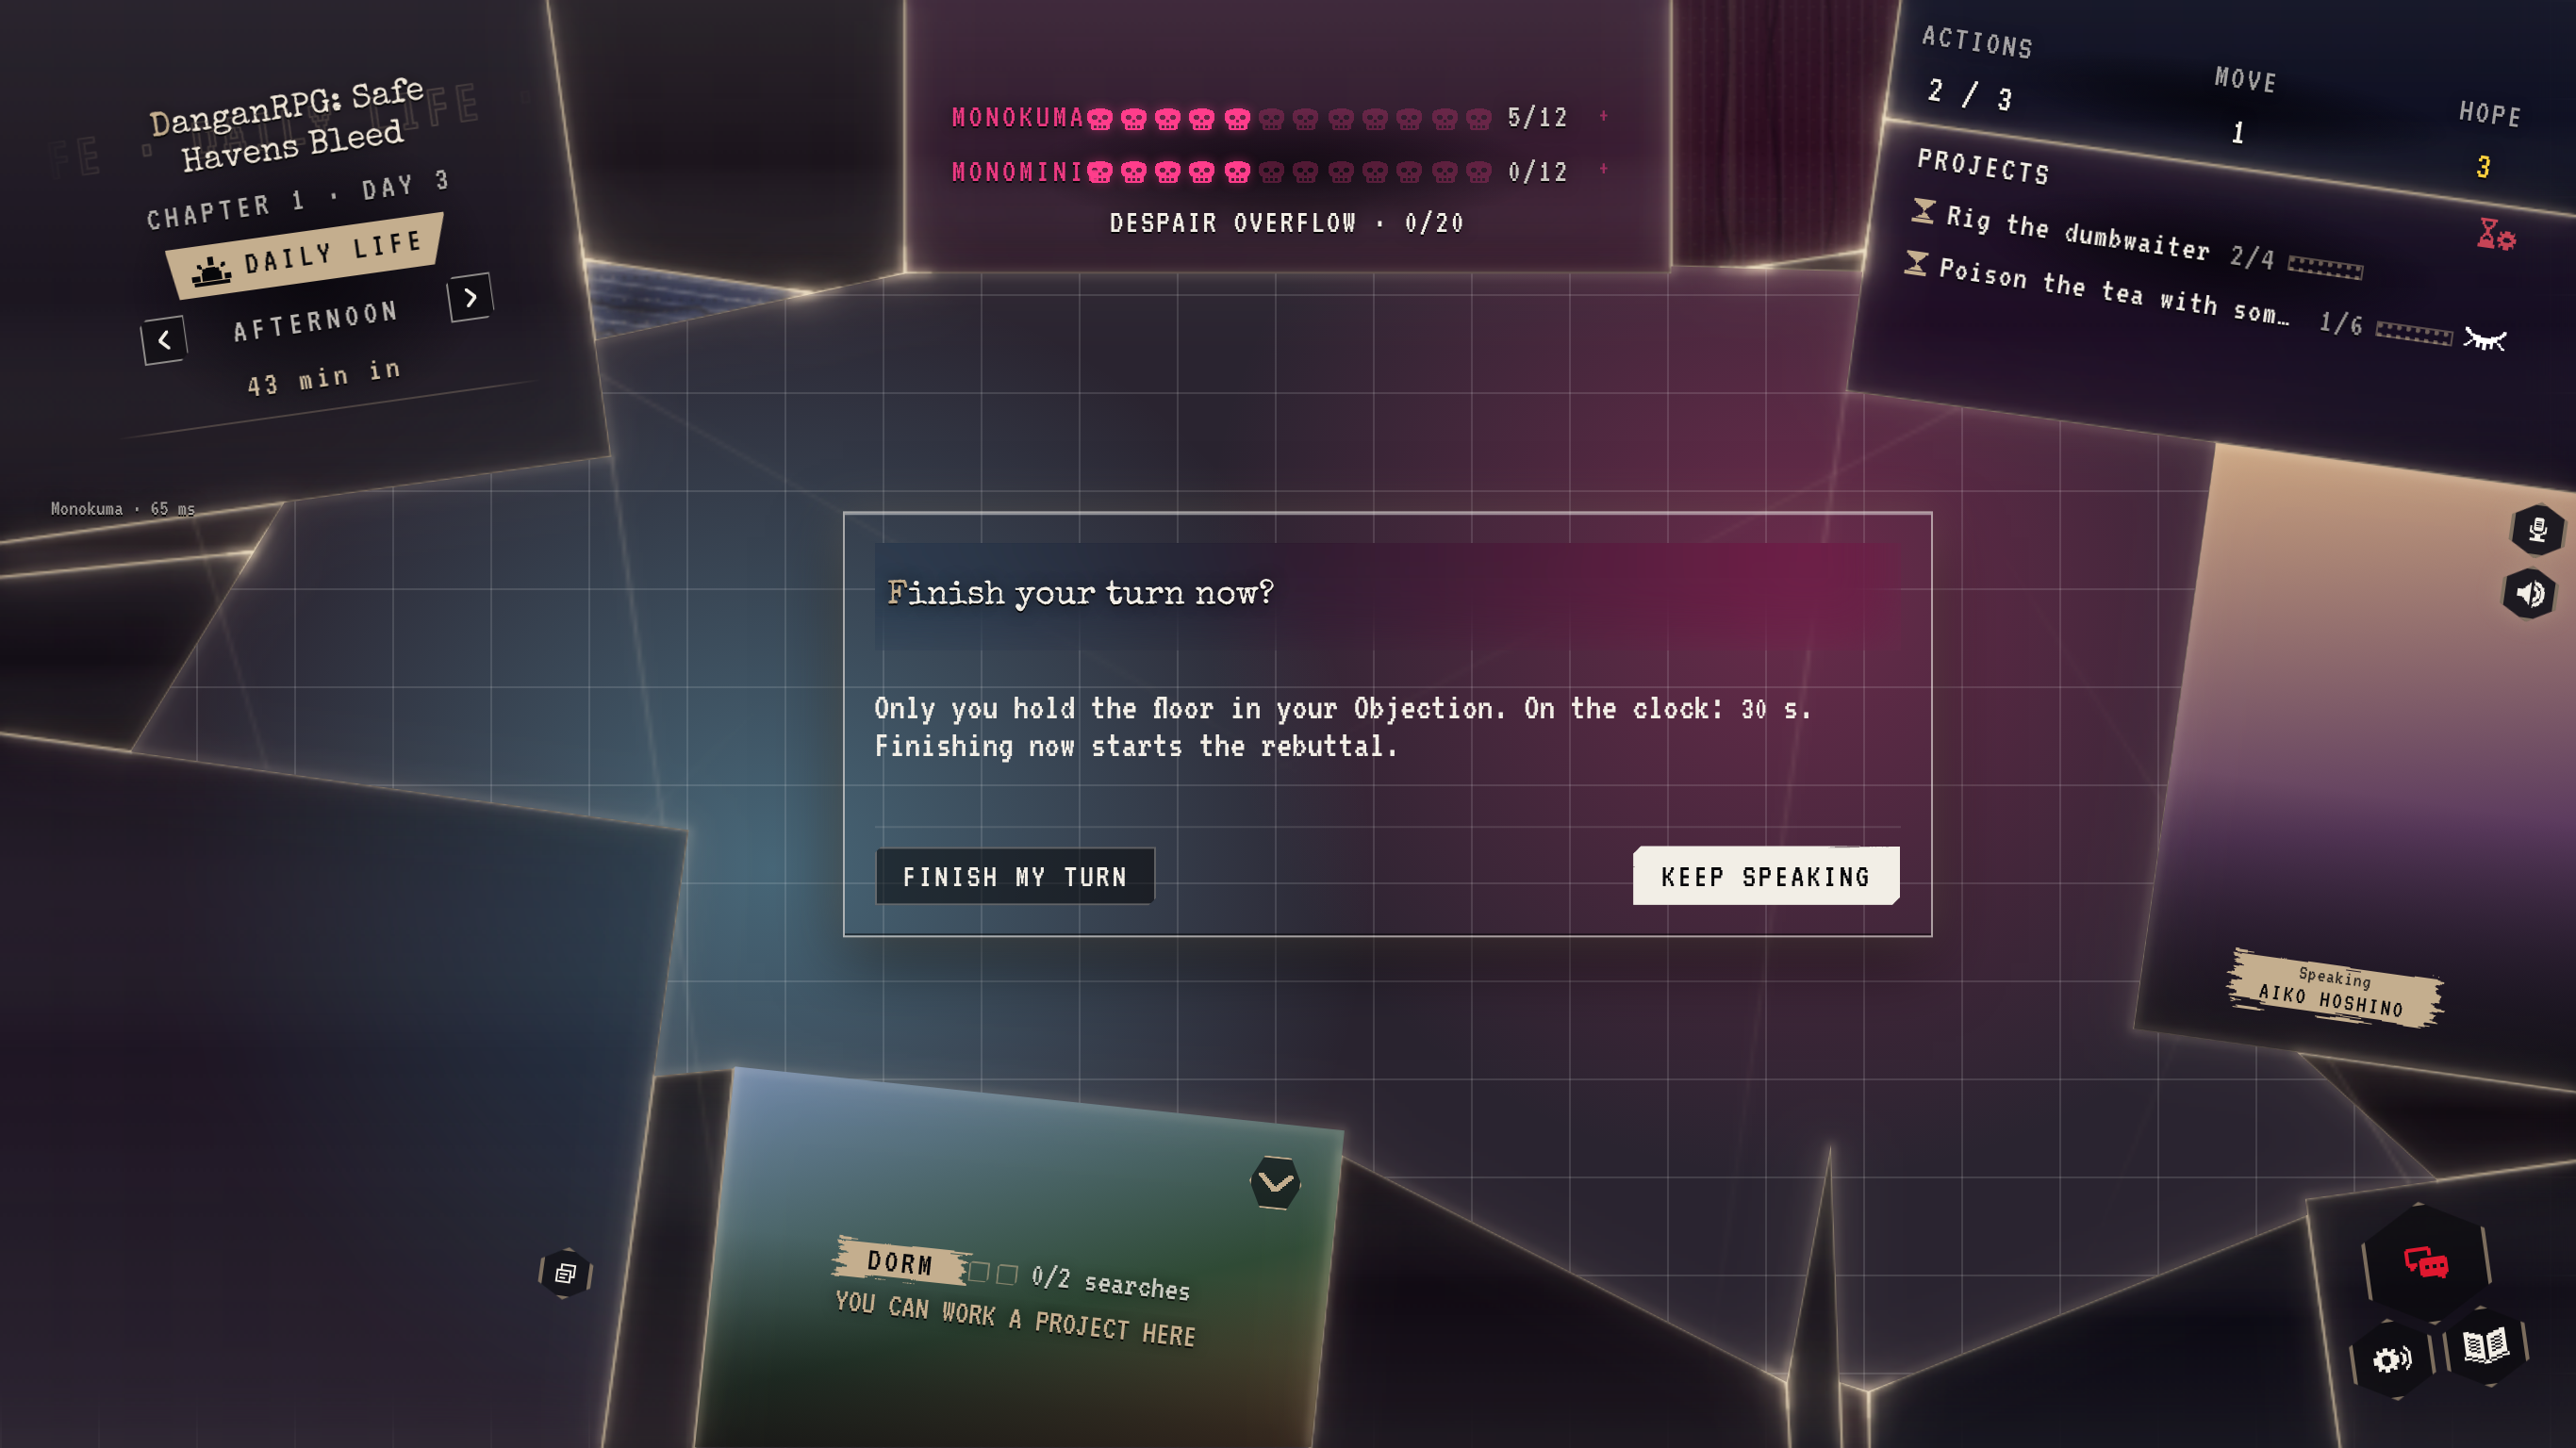 DanganRPG: Safe
Havens Bleed
CHAPTER 1 · DAY 3
DAILY LIFE
AFTERNOON
43 min in
Monokuma · 65 ms
MONOKUMA 5/12 +
MONOMINI 0/12 +
DESPAIR OVERFLOW · 0/20
ACTIONS
2 / 3
MOVE
1
HOPE
3
PROJECTS
Rig the dumbwaiter 2/4
Poison the tea with som… 1/6
Finish your turn now?
Only you hold the floor in your Objection. On the clock: 30 s.
Finishing now starts the rebuttal.
FINISH MY TURN
KEEP SPEAKING
Speaking
AIKO HOSHINO
DORM 0/2 searches
YOU CAN WORK A PROJECT HERE